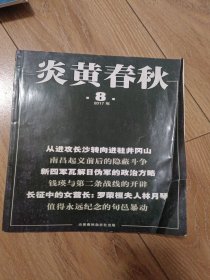 炎黄春秋
第8期
2017年
从进攻长沙转向进驻井冈山
南昌起义前后的隐蔽斗争
新四军瓦解日伪军的政治方略
钱瑛与第二条战线的开辟
长征中的女营长：罗荣桓夫人林月琴
值得永远纪念的旬邑暴动